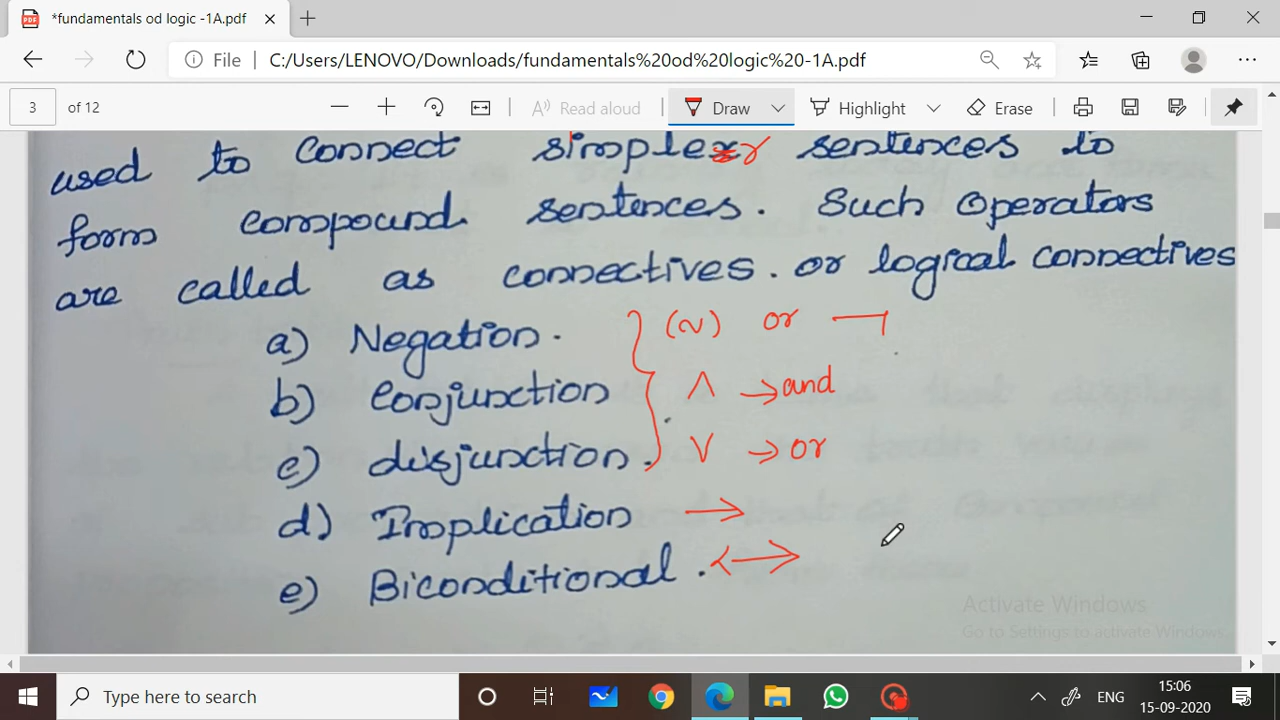 *fundamentals od logic -1A.pdf
File C:/Users/LENOVO/Downloads/fundamentals%20od%20logic%20-1A.pdf
3 of 12 Read aloud Draw Highlight Erase
used to connect simpler sentences to
form compound sentences. Such operators
are called as connectives. or logical connectives
a) Negation. (~) or ¬
b) Conjunction ∧ →and
c) disjunction. ∨ →or
d) Implication →
e) Biconditional. ↔
Activate Windows
Go to Settings to activate Windows.
Type here to search
ENG
15:06
15-09-2020